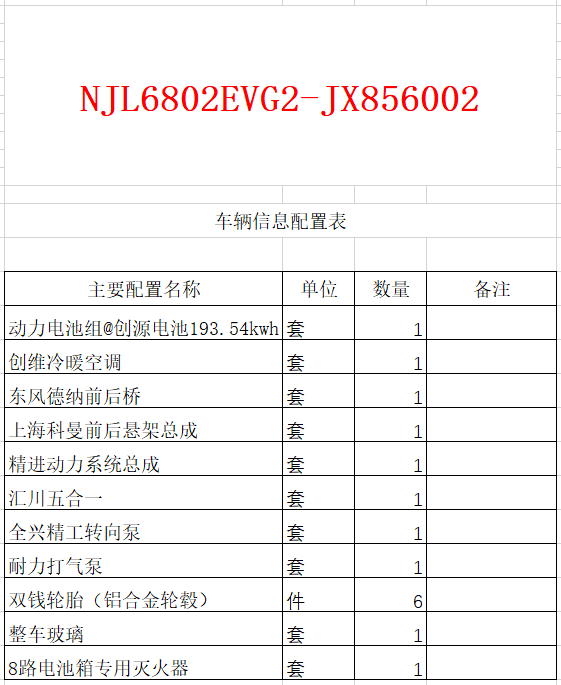 NJL6802EVG2-JX856002
车辆信息配置表
主要配置名称 单位 数量 备注
动力电池组@创源电池193.54kwh 套 1
创维冷暖空调 套 1
东风德纳前后桥 套 1
上海科曼前后悬架总成 套 1
精进动力系统总成 套 1
汇川五合一 套 1
全兴精工转向泵 套 1
耐力打气泵 套 1
双钱轮胎（铝合金轮毂） 件 6
整车玻璃 套 1
8路电池箱专用灭火器 套 1